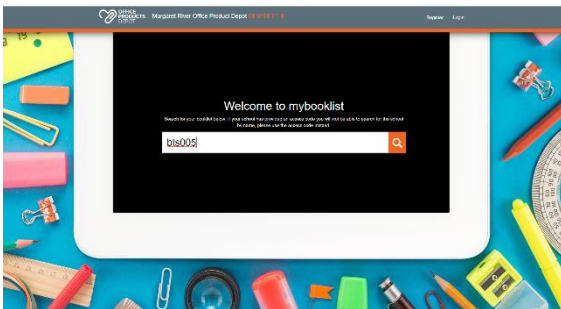 OFFICE
PRODUCTS
DEPOT
Margaret River Office Product Depot
Register Login
Welcome to mybooklist
Search for your booklist below. If your school has provided an access code you will not be able to search for the school
by name, please use the access code instead
bts005